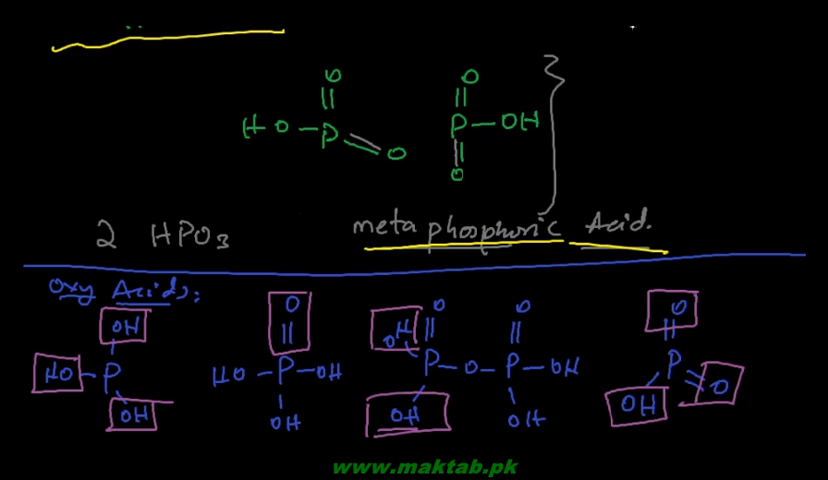 O O
HO-P=O P-OH
O
2 HPO3 metaphosphoric Acid.
Oxy Acids:
OH O OH O O O
HO-P HO-P-OH P-O-P-OH P=O
OH OH OH OH OH
www.maktab.pk